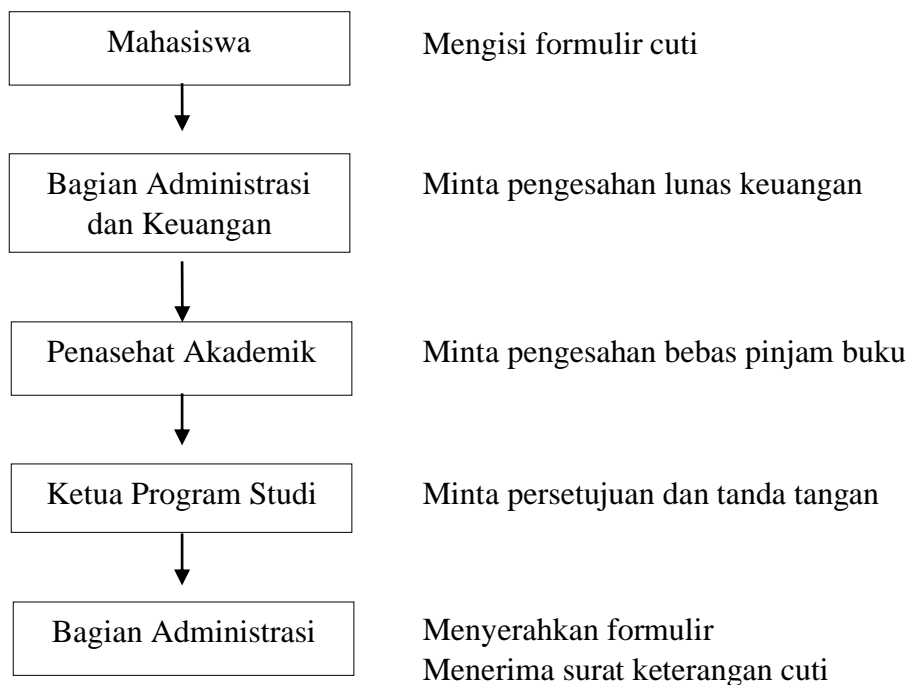 Mahasiswa
Mengisi formulir cuti
Bagian Administrasi
dan Keuangan
Minta pengesahan lunas keuangan
Penasehat Akademik
Minta pengesahan bebas pinjam buku
Ketua Program Studi
Minta persetujuan dan tanda tangan
Bagian Administrasi
Menyerahkan formulir
Menerima surat keterangan cuti